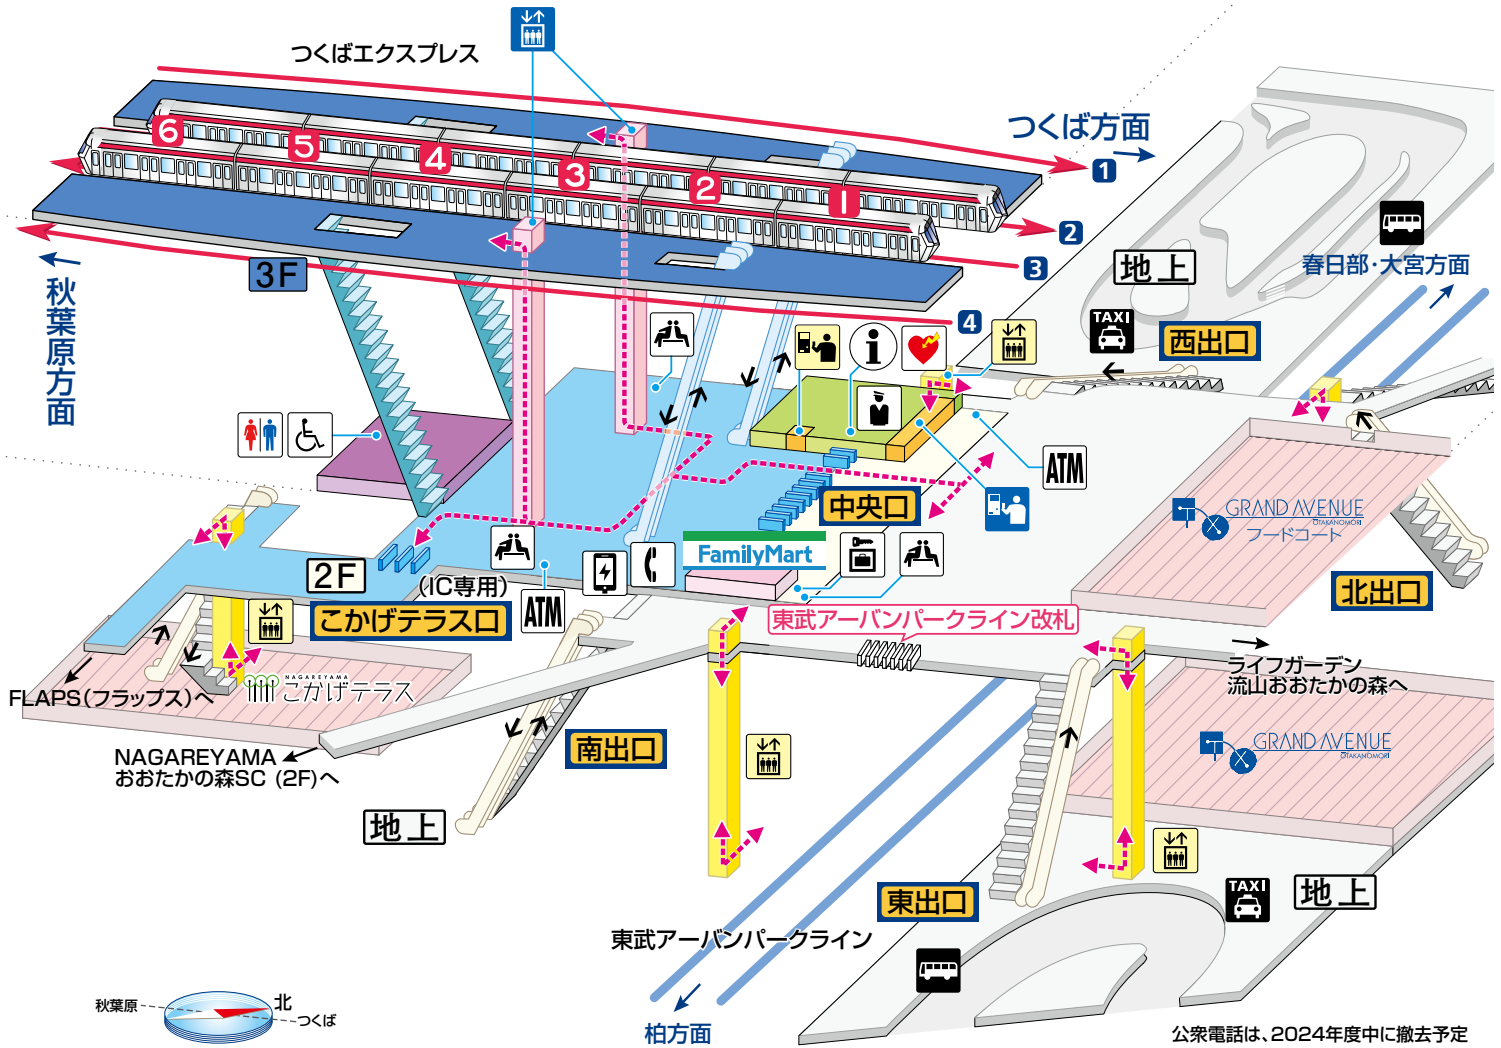 つくばエクスプレス
つくば方面
1
2
3
4
6
5
4
3
2
1
3F
秋葉原方面
地上
春日部・大宮方面
TAXI
西出口
ATM
中央口
GRAND AVENUE
OTAKANOMORI
フードコート
FamilyMart
2F
(IC専用)
こかげテラス口
ATM
北出口
東武アーバンパークライン改札
ライフガーデン
流山おおたかの森へ
FLAPS(フラップス)へ
NAGAREYAMA
こかげテラス
NAGAREYAMA
おおたかの森SC (2F)へ
南出口
地上
GRAND AVENUE
OTAKANOMORI
東出口
TAXI
地上
東武アーバンパークライン
柏方面
秋葉原
北
つくば
公衆電話は、2024年度中に撤去予定